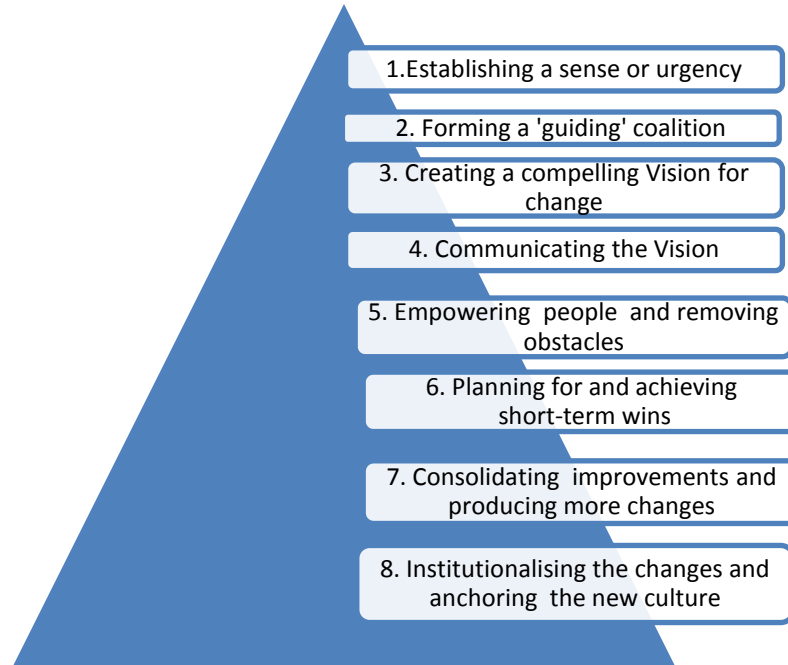 1.Establishing a sense or urgency
2. Forming a 'guiding' coalition
3. Creating a compelling Vision for
change
4. Communicating the Vision
5. Empowering people and removing
obstacles
6. Planning for and achieving
short-term wins
7. Consolidating improvements and
producing more changes
8. Institutionalising the changes and
anchoring the new culture